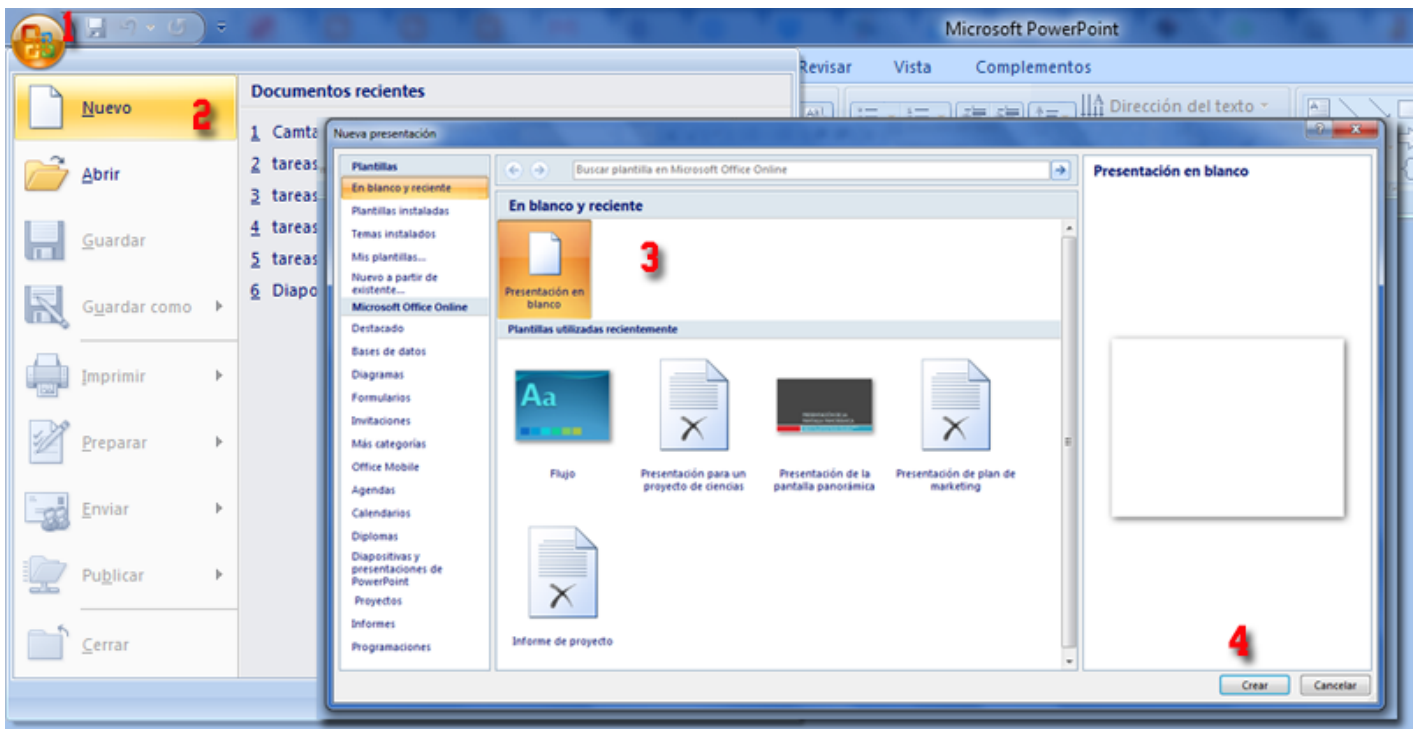 1
Microsoft PowerPoint
Revisar Vista Complementos
Dirección del texto
Nuevo 2
Abrir
Guardar
Guardar como
Imprimir
Preparar
Enviar
Publicar
Cerrar
Documentos recientes
1 Camta
2 tareas
3 tareas
4 tareas
5 tareas
6 Diapo
Nueva presentación
Plantillas
En blanco y reciente
Plantillas instaladas
Temas instalados
Mis plantillas...
Nuevo a partir de
existente...
Microsoft Office Online
Destacado
Bases de datos
Diagramas
Formularios
Invitaciones
Más categorías
Office Mobile
Agendas
Calendarios
Diplomas
Diapositivas y
presentaciones de
PowerPoint
Proyectos
Informes
Programaciones
Buscar plantilla en Microsoft Office Online
En blanco y reciente
3
Presentación en
blanco
Plantillas utilizadas recientemente
Aa
Flujo
Presentación para un
proyecto de ciencias
PRESENTACIÓN DE LA
PANTALLA PANORÁMICA
Presentación de la
pantalla panorámica
Presentación de plan de
marketing
Informe de proyecto
Presentación en blanco
4
Crear Cancelar